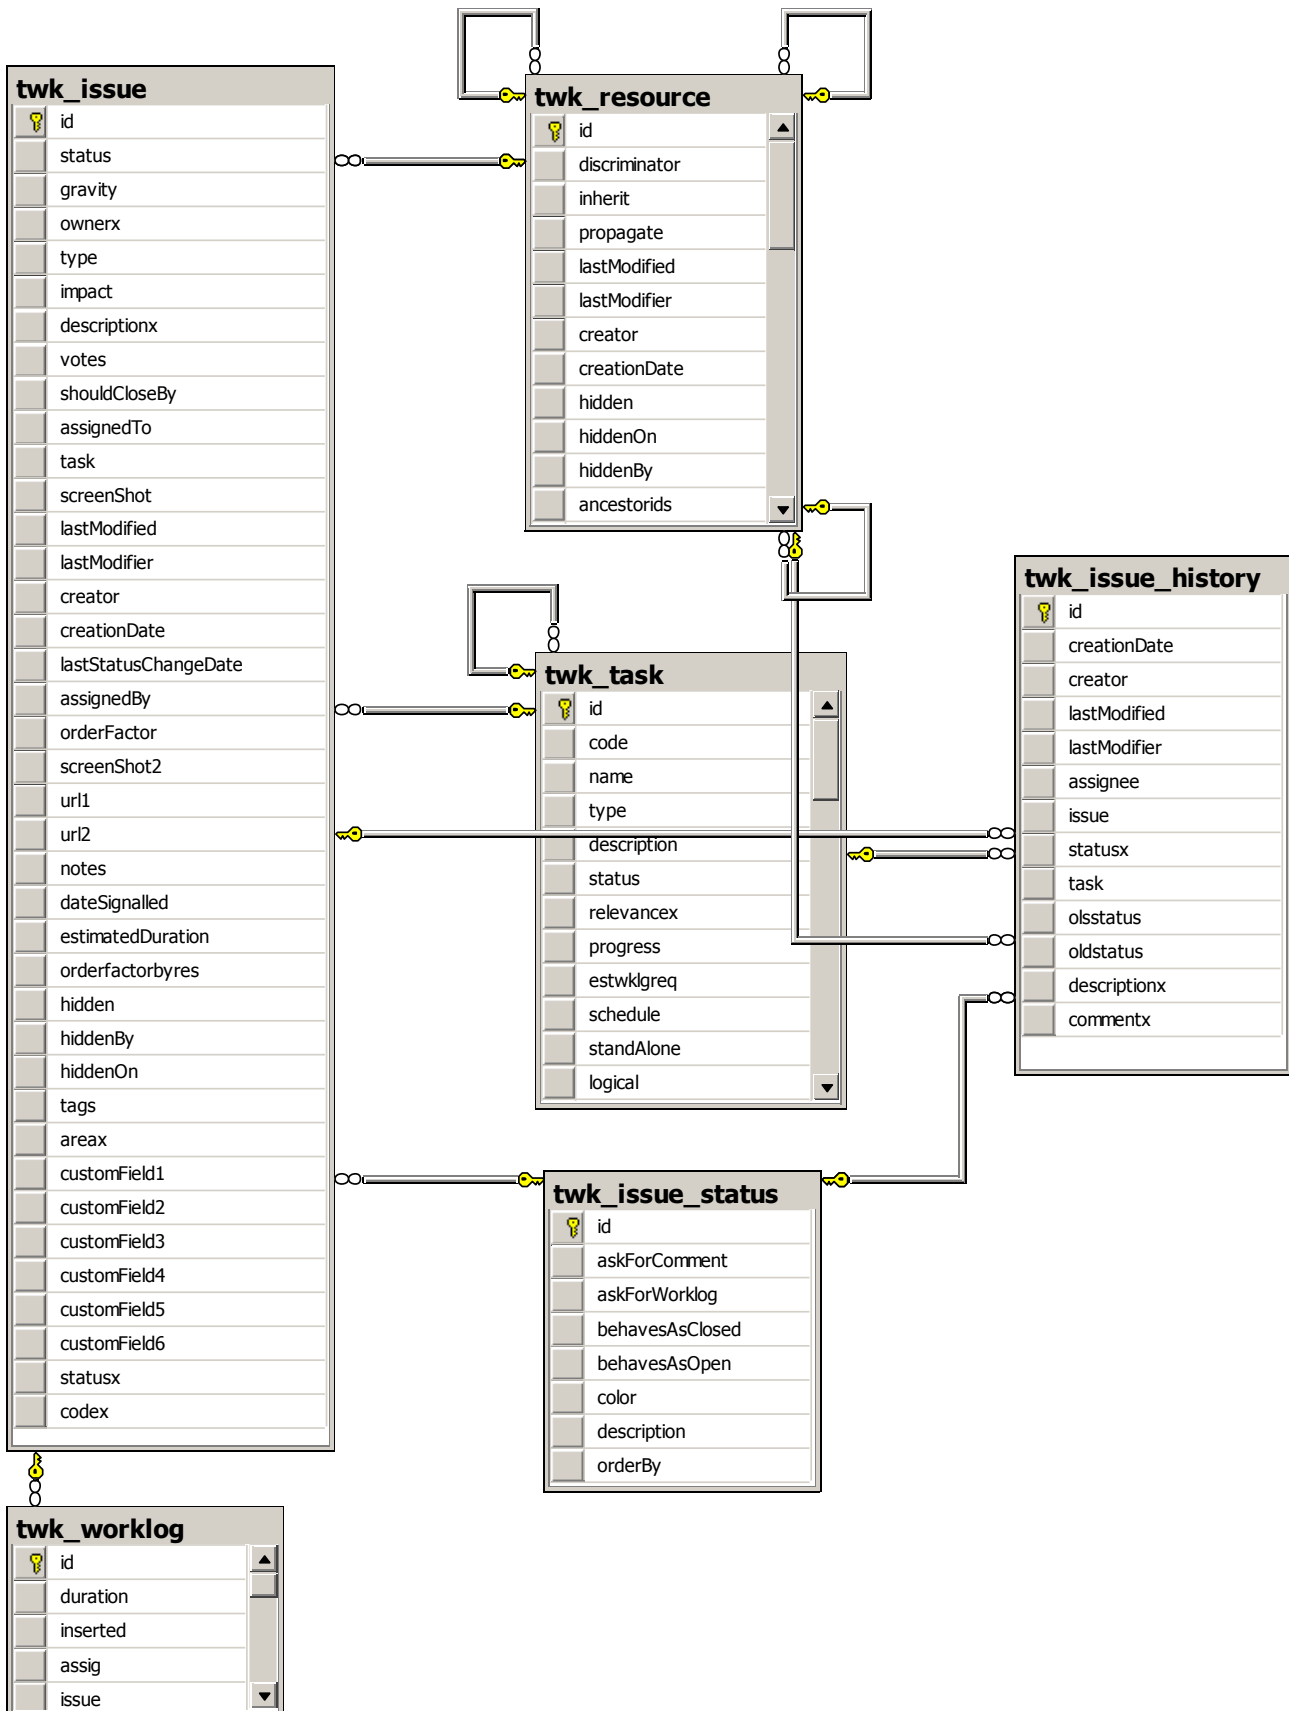 twk_issue
id
status
gravity
ownerx
type
impact
descriptionx
votes
shouldCloseBy
assignedTo
task
screenShot
lastModified
lastModifier
creator
creationDate
lastStatusChangeDate
assignedBy
orderFactor
screenShot2
url1
url2
notes
dateSignalled
estimatedDuration
orderfactorbyres
hidden
hiddenBy
hiddenOn
tags
areax
customField1
customField2
customField3
customField4
customField5
customField6
statusx
codex
twk_worklog
id
duration
inserted
assig
issue
twk_resource
id
discriminator
inherit
propagate
lastModified
lastModifier
creator
creationDate
hidden
hiddenOn
hiddenBy
ancestorids
twk_task
id
code
name
type
description
status
relevancex
progress
estwklgreq
schedule
standAlone
logical
twk_issue_status
id
askForComment
askForWorklog
behavesAsClosed
behavesAsOpen
color
description
orderBy
twk_issue_history
id
creationDate
creator
lastModified
lastModifier
assignee
issue
statusx
task
olsstatus
oldstatus
descriptionx
commentx